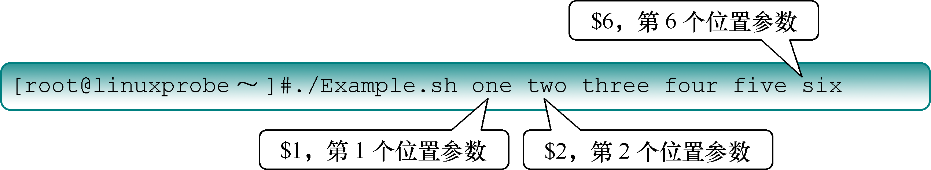 $6，第 6 个位置参数
[root@linuxprobe ～ ]#./Example.sh one two three four five six
$1，第 1 个位置参数
$2，第 2 个位置参数